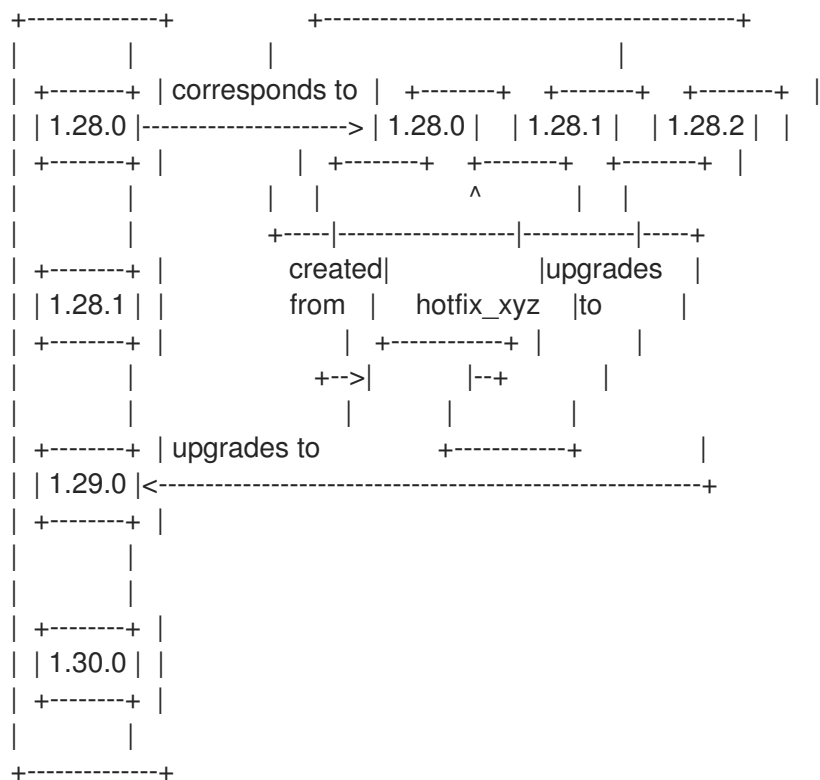 +--------------+ +---------------------------------------------+
| | | |
| +--------+ | corresponds to | +--------+ +--------+ +--------+ |
| | 1.28.0 |----------------------> | 1.28.0 | | 1.28.1 | | 1.28.2 | |
| +--------+ | | +--------+ +--------+ +--------+ |
| | | | ^ | |
| | +-----|-------------------|------------|-----+
| +--------+ | created| |upgrades |
| | 1.28.1 | | from | hotfix_xyz |to |
| +--------+ | | +------------+ | |
| | +-->| |--+ |
| | | | |
| +--------+ | upgrades to +------------+ |
| | 1.29.0 |<----------------------------------------------------------+
| +--------+ |
| |
| |
| +--------+ |
| | 1.30.0 | |
| +--------+ |
| |
+--------------+